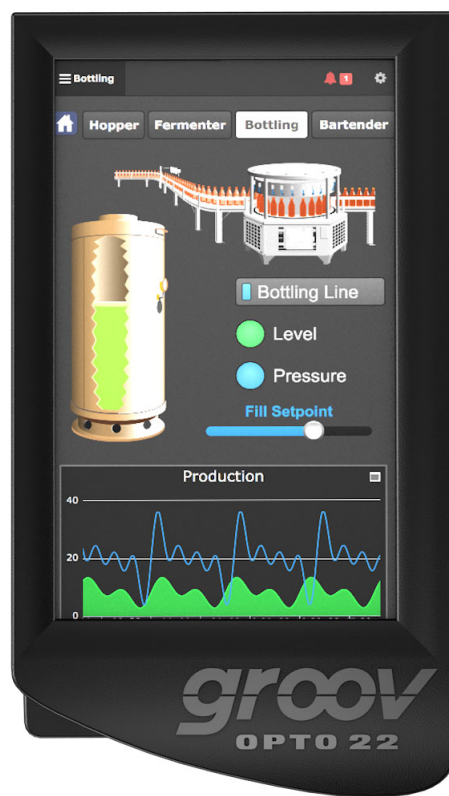 Bottling
1
Hopper Fermenter Bottling Bartender
Bottling Line
Level
Pressure
Fill Setpoint
Production
40
20
0
groov
OPTO 22